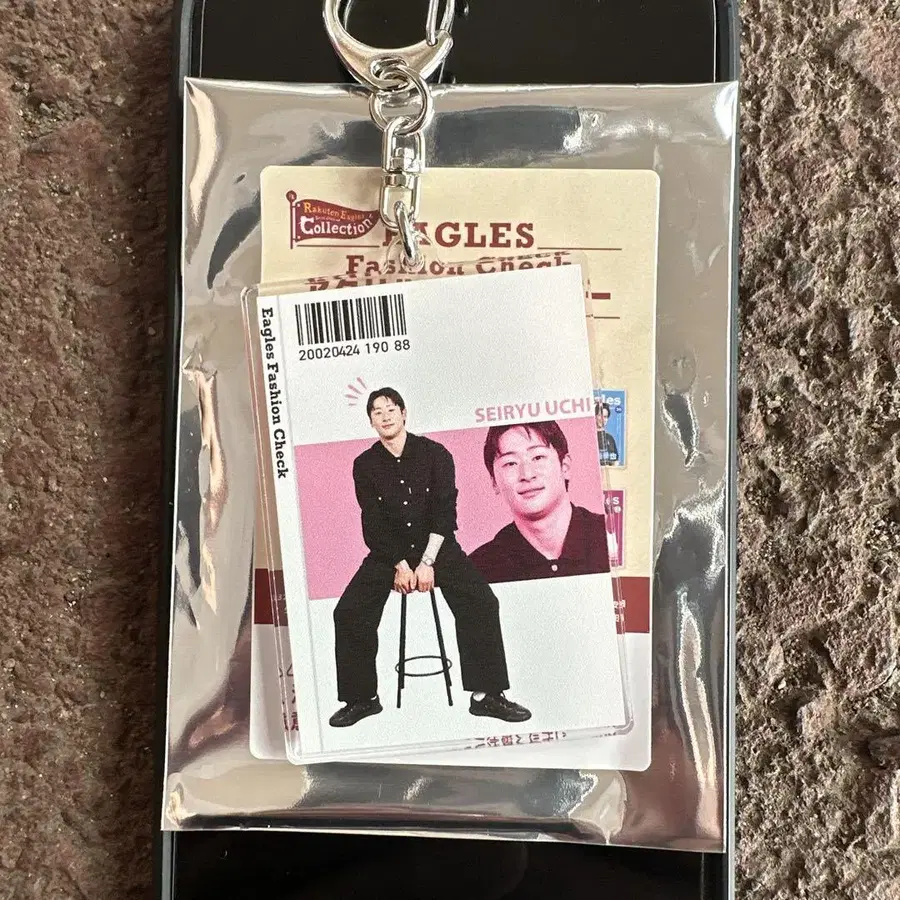 Rakuten Eagles
Collection
EAGLES
Fashion Check
Eagles Fashion Check
20020424 190 88
SEIRYU UCHI